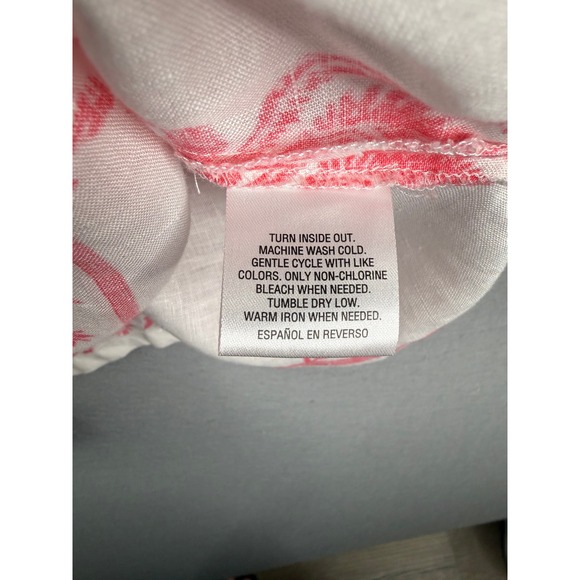 TURN INSIDE OUT.
MACHINE WASH COLD.
GENTLE CYCLE WITH LIKE
COLORS. ONLY NON-CHLORINE
BLEACH WHEN NEEDED.
TUMBLE DRY LOW.
WARM IRON WHEN NEEDED.
ESPAÑOL EN REVERSO